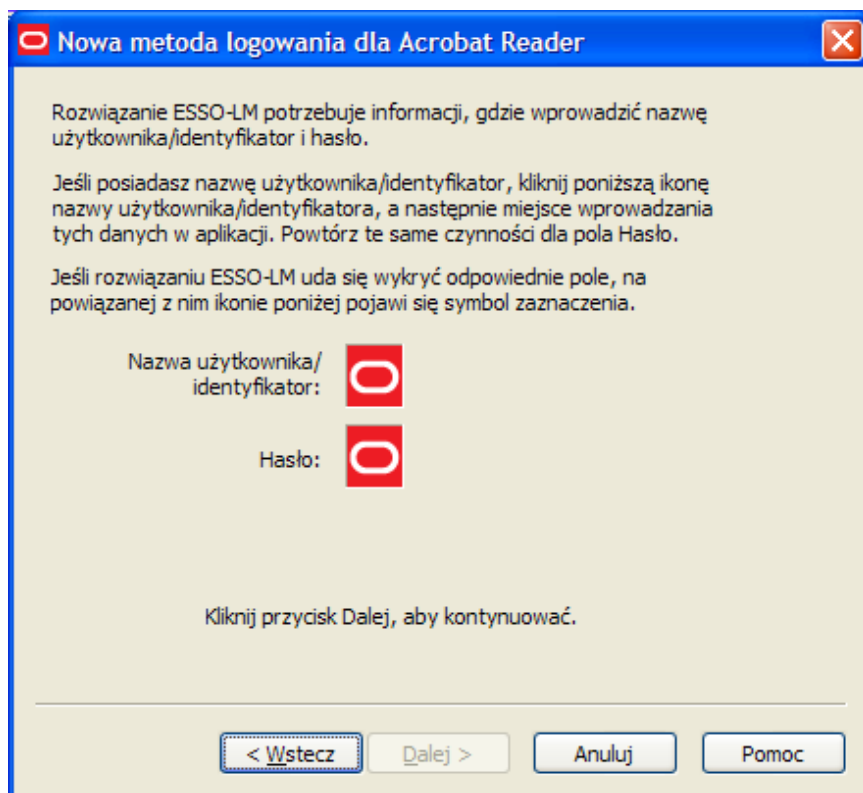 Nowa metoda logowania dla Acrobat Reader
Rozwiązanie ESSO-LM potrzebuje informacji, gdzie wprowadzić nazwę
użytkownika/identyfikator i hasło.
Jeśli posiadasz nazwę użytkownika/identyfikator, kliknij poniższą ikonę
nazwy użytkownika/identyfikatora, a następnie miejsce wprowadzania
tych danych w aplikacji. Powtórz te same czynności dla pola Hasło.
Jeśli rozwiązaniu ESSO-LM uda się wykryć odpowiednie pole, na
powiązanej z nim ikonie poniżej pojawi się symbol zaznaczenia.
Nazwa użytkownika/
identyfikator:
Hasło:
Kliknij przycisk Dalej, aby kontynuować.
< Wstecz
Dalej >
Anuluj
Pomoc